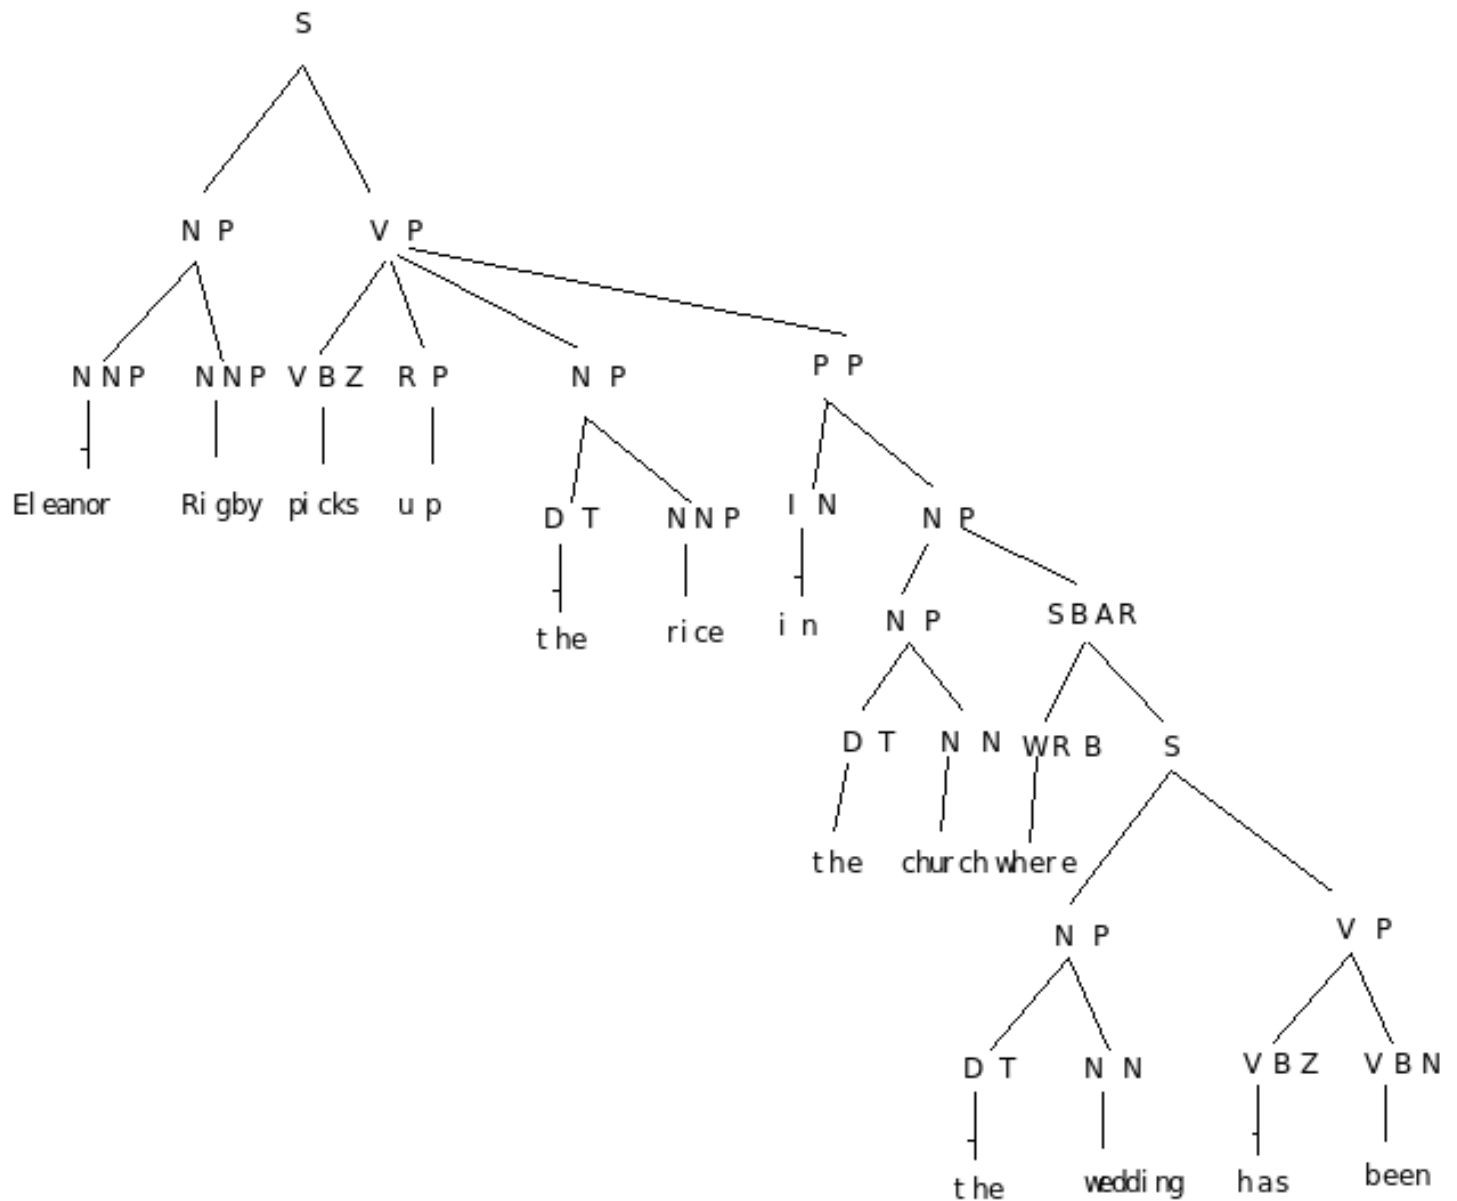 S
NP VP
NNP NNP VBZ RP NP PP
Eleanor Rigby picks up DT NNP IN NP
the rice in NP SBAR
DT NN WRB S
the church where
NP VP
DT NN VBZ VBN
the wedding has been